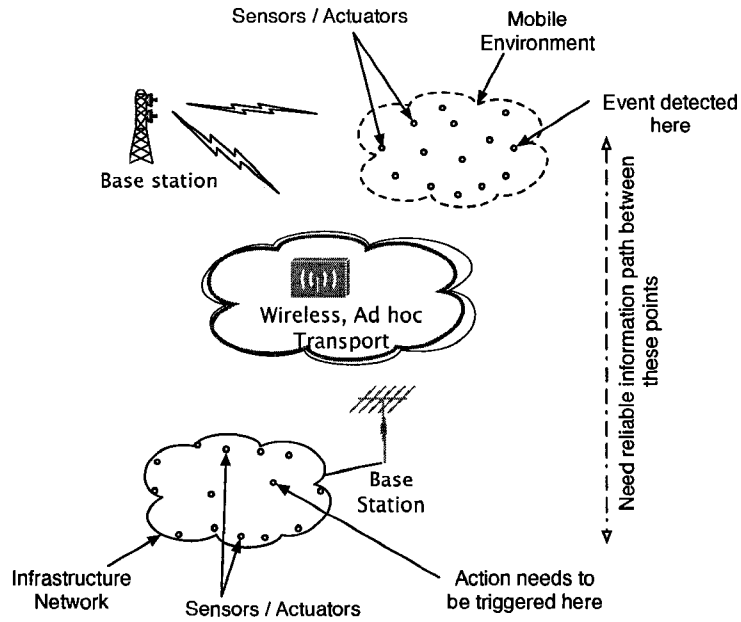 Sensors / Actuators
Mobile
Environment
Event detected
here
Base station
Need reliable information path between
these points
Wireless, Ad hoc
Transport
Base
Station
Infrastructure
Network
Sensors / Actuators
Action needs to
be triggered here